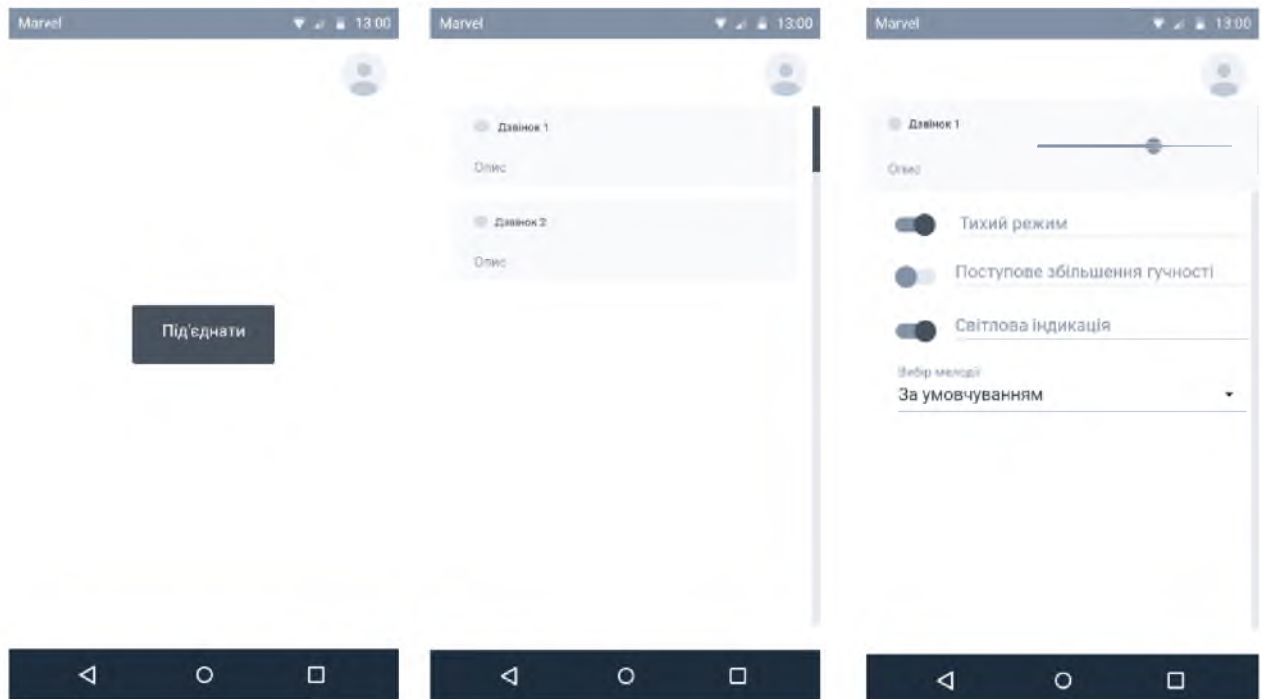 Marvel 13:00
Під'єднати
Marvel 13:00
Дзвінок 1
Опис
Дзвінок 2
Опис
Marvel 13:00
Дзвінок 1
Опис
Тихий режим
Поступове збільшення гучності
Світлова індикація
Вибір мелодії
За умовчуванням